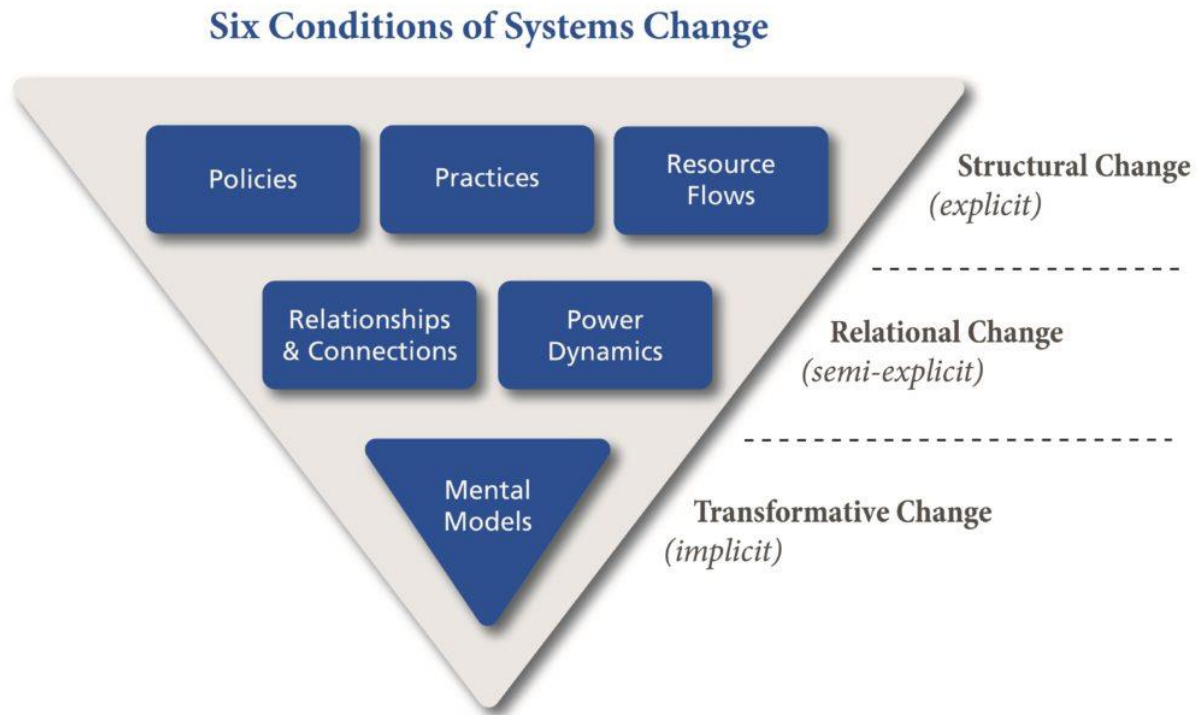 Six Conditions of Systems Change
Policies
Practices
Resource
Flows
Structural Change
(explicit)
Relationships
& Connections
Power
Dynamics
Relational Change
(semi-explicit)
Mental
Models
Transformative Change
(implicit)